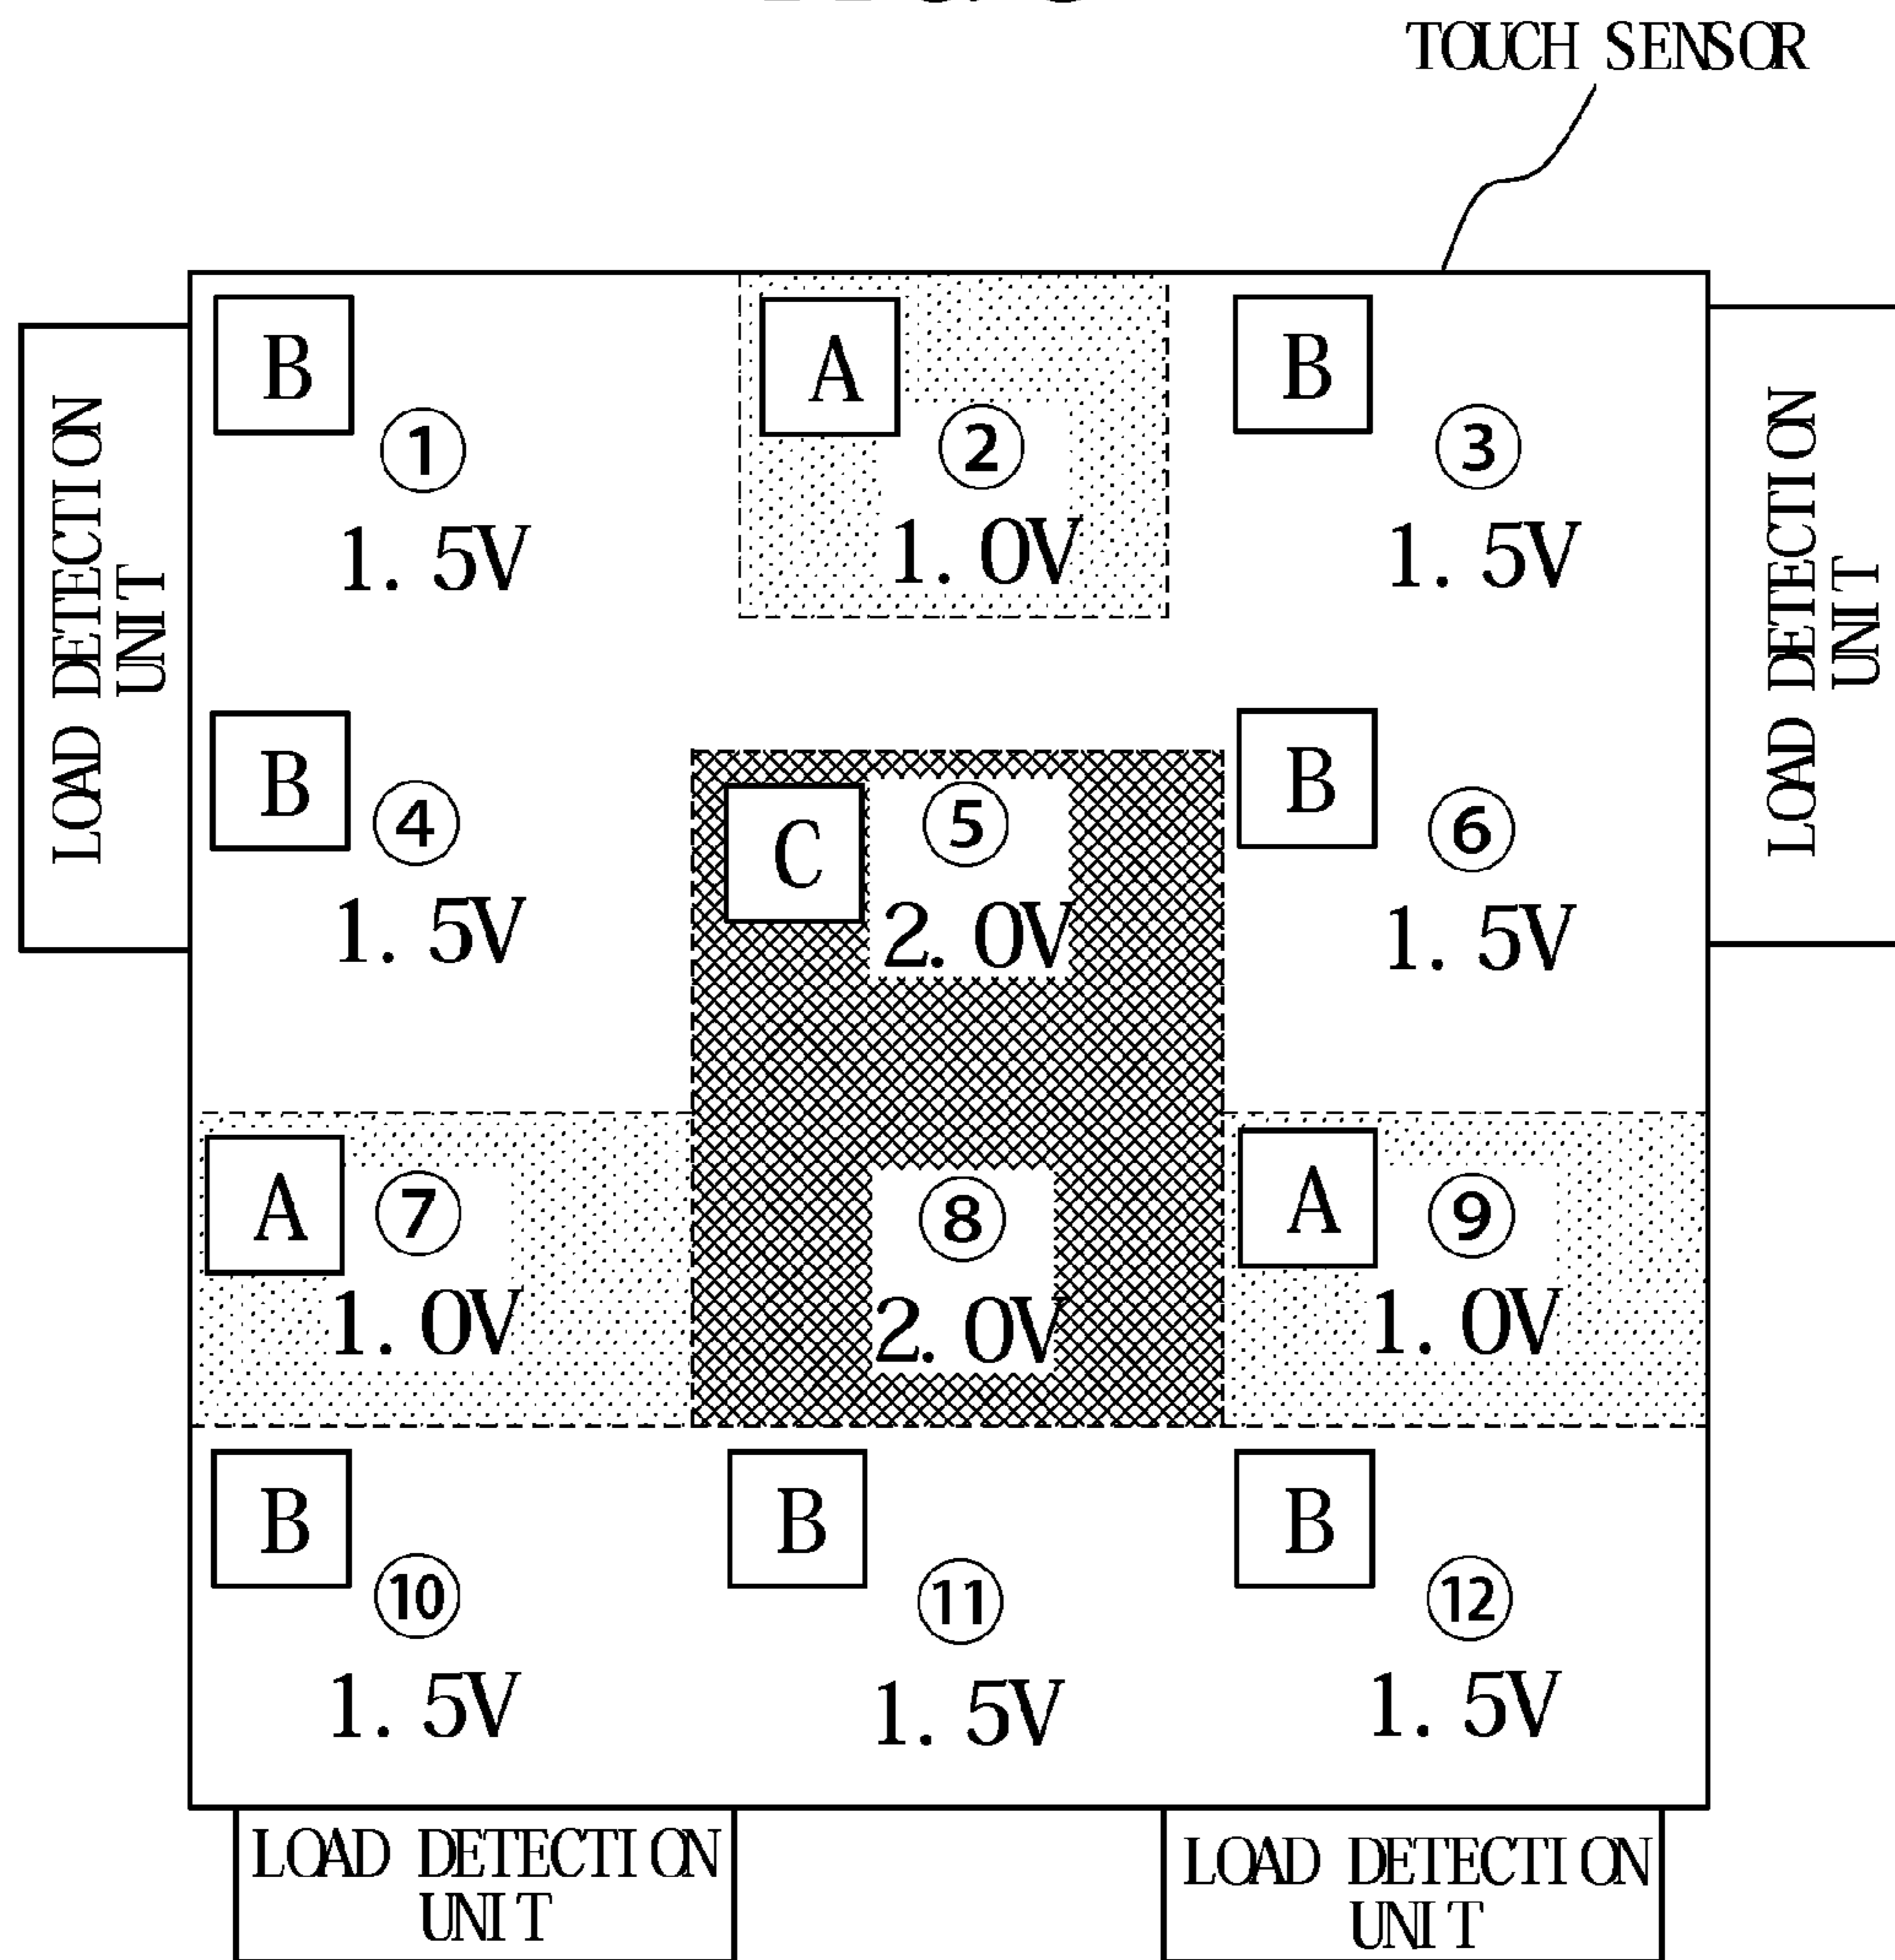 TOUCH SENSOR
LOAD DETECTION
UNIT
B
①
1. 5V
A
②
1. 0V
B
③
1. 5V
LOAD DETECTION
UNIT
B
④
1. 5V
C
⑤
2. 0V
B
⑥
1. 5V
A
⑦
1. 0V
⑧
2. 0V
A
⑨
1. 0V
B
⑩
1. 5V
B
⑪
1. 5V
B
⑫
1. 5V
LOAD DETECTION
UNIT
LOAD DETECTION
UNIT